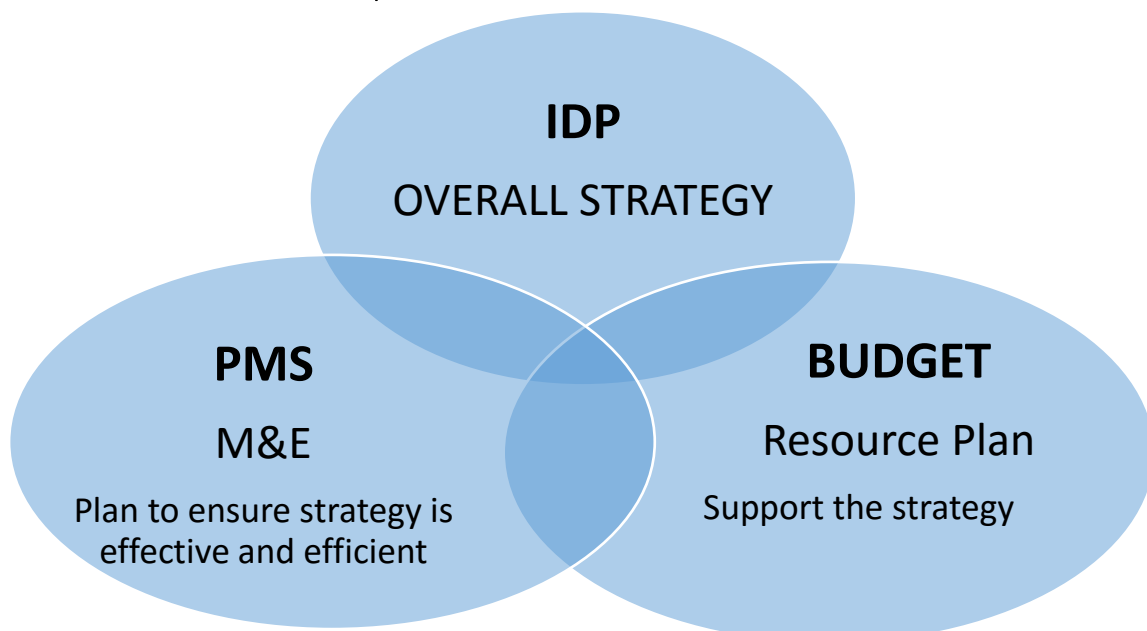 IDP
OVERALL STRATEGY
PMS
M&E
Plan to ensure strategy is
effective and efficient
BUDGET
Resource Plan
Support the strategy